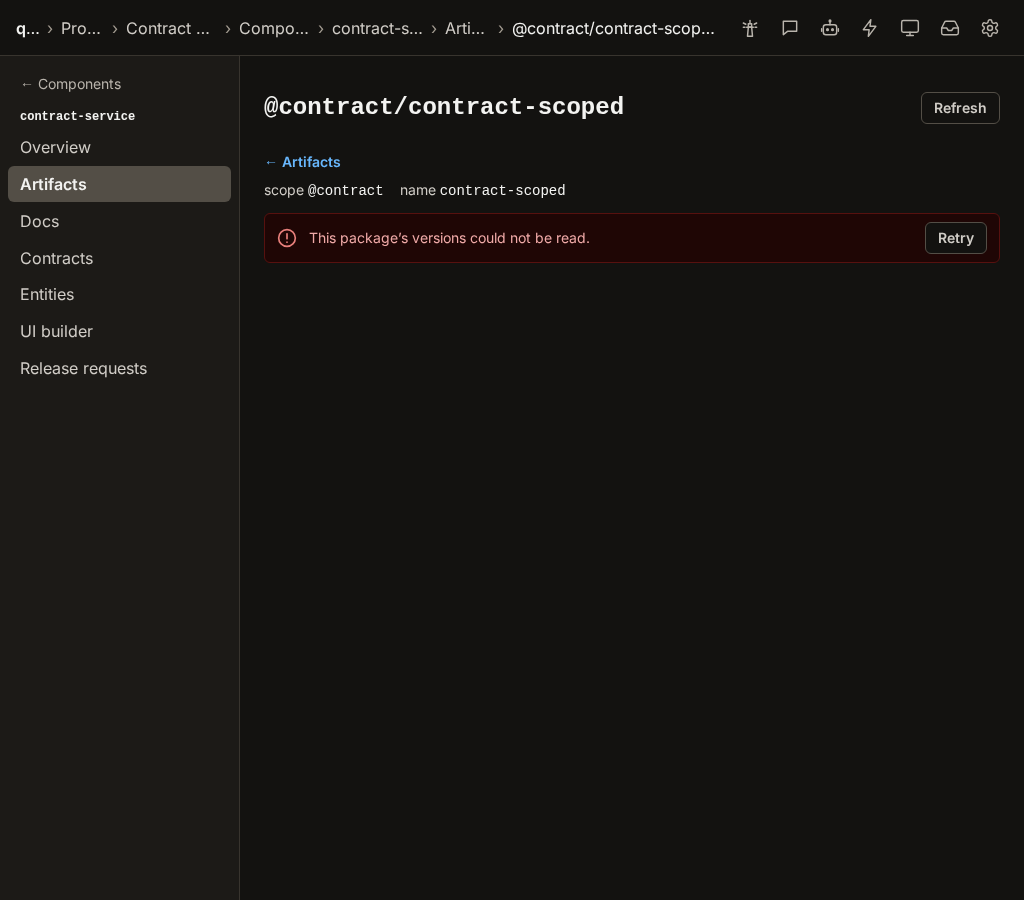 q... › Pro... › Contract ... › Compo... › contract-s... › Arti... › @contract/contract-scop...
← Components
contract-service
Overview
Artifacts
Docs
Contracts
Entities
UI builder
Release requests
@contract/contract-scoped
Refresh
← Artifacts
scope @contract name contract-scoped
This package’s versions could not be read.
Retry